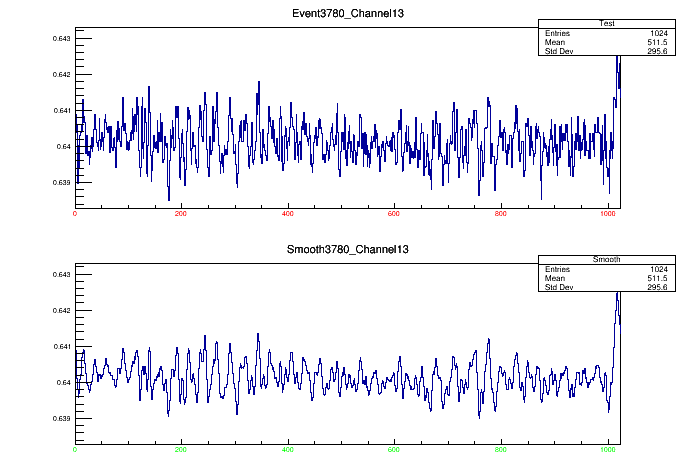 Event3780_Channel13
Test
Entries 1024
Mean 511.5
Std Dev 295.6
0.643
0.642
0.641
0.64
0.639
0 200 400 600 800 1000
Smooth3780_Channel13
Smooth
Entries 1024
Mean 511.5
Std Dev 295.6
0.643
0.642
0.641
0.64
0.639
0 200 400 600 800 1000